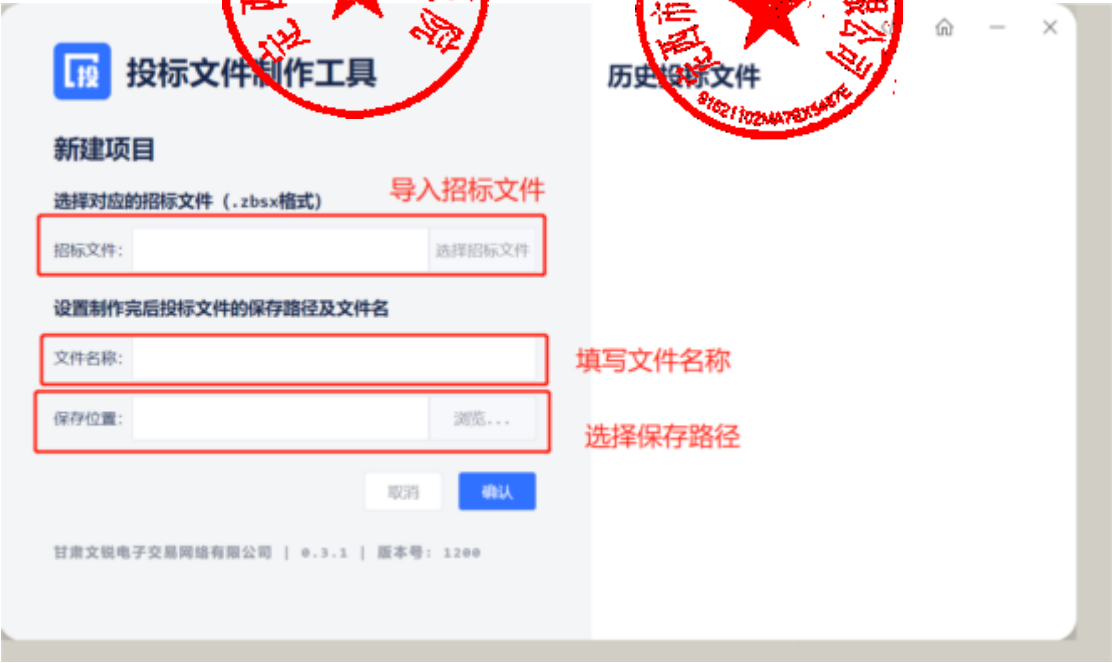 投标文件制作工具
历史投标文件
91621102MA78X5487E
新建项目
选择对应的招标文件（.zbsx格式）
导入招标文件
招标文件：
选择招标文件
设置制作完后投标文件的保存路径及文件名
文件名称：
填写文件名称
保存位置：
浏览...
选择保存路径
取消
确认
甘肃文锐电子交易网络有限公司 | 0.3.1 | 版本号：1200